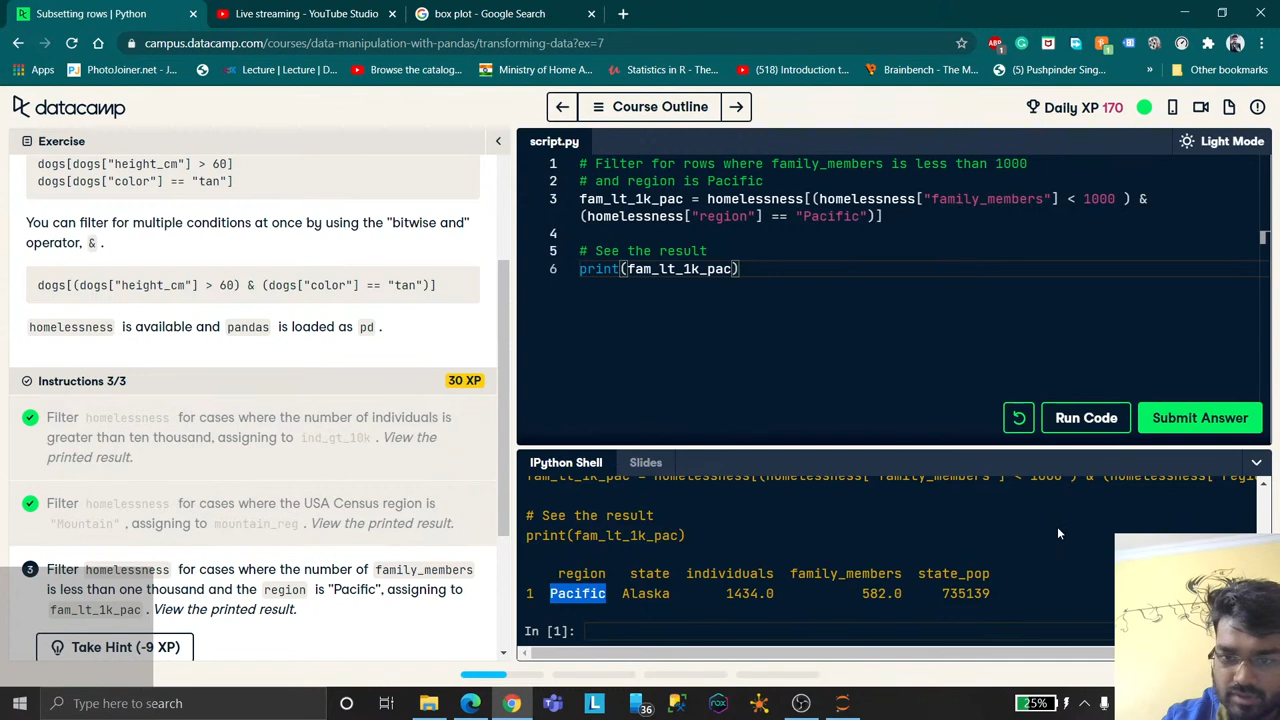 Subsetting rows | Python
Live streaming - YouTube Studio
box plot - Google Search
campus.datacamp.com/courses/data-manipulation-with-pandas/transforming-data?ex=7
Apps
PhotoJoiner.net - J...
Lecture | Lecture | D...
Browse the catalog...
Ministry of Home A...
Statistics in R - The...
(518) Introduction t...
Brainbench - The M...
(5) Pushpinder Sing...
»
Other bookmarks
datacamp
Course Outline
Daily XP 170
Exercise
dogs[dogs["height_cm"] > 60]
dogs[dogs["color"] == "tan"]
You can filter for multiple conditions at once by using the "bitwise and"
operator, & .
dogs[(dogs["height_cm"] > 60) & (dogs["color"] == "tan")]
homelessness is available and pandas is loaded as pd .
Instructions 3/3
30 XP
Filter homelessness for cases where the number of individuals is
greater than ten thousand, assigning to ind_gt_10k . View the
printed result.
Filter homelessness for cases where the USA Census region is
"Mountain" , assigning to mountain_reg . View the printed result.
3 Filter homelessness for cases where the number of family_members
is less than one thousand and the region is "Pacific", assigning to
fam_lt_1k_pac . View the printed result.
Take Hint (-9 XP)
script.py
Light Mode
1 # Filter for rows where family_members is less than 1000
2 # and region is Pacific
3 fam_lt_1k_pac = homelessness[(homelessness["family_members"] < 1000 ) &
(homelessness["region"] == "Pacific")]
4
5 # See the result
6 print(fam_lt_1k_pac)
Run Code
Submit Answer
IPython Shell
Slides
fam_lt_1k_pac = homelessness[(homelessness["family_members"] < 1000 ) & (homelessness["regio
# See the result
print(fam_lt_1k_pac)
region state individuals family_members state_pop
1 Pacific Alaska 1434.0 582.0 735139
In [1]:
Type here to search
36
25%